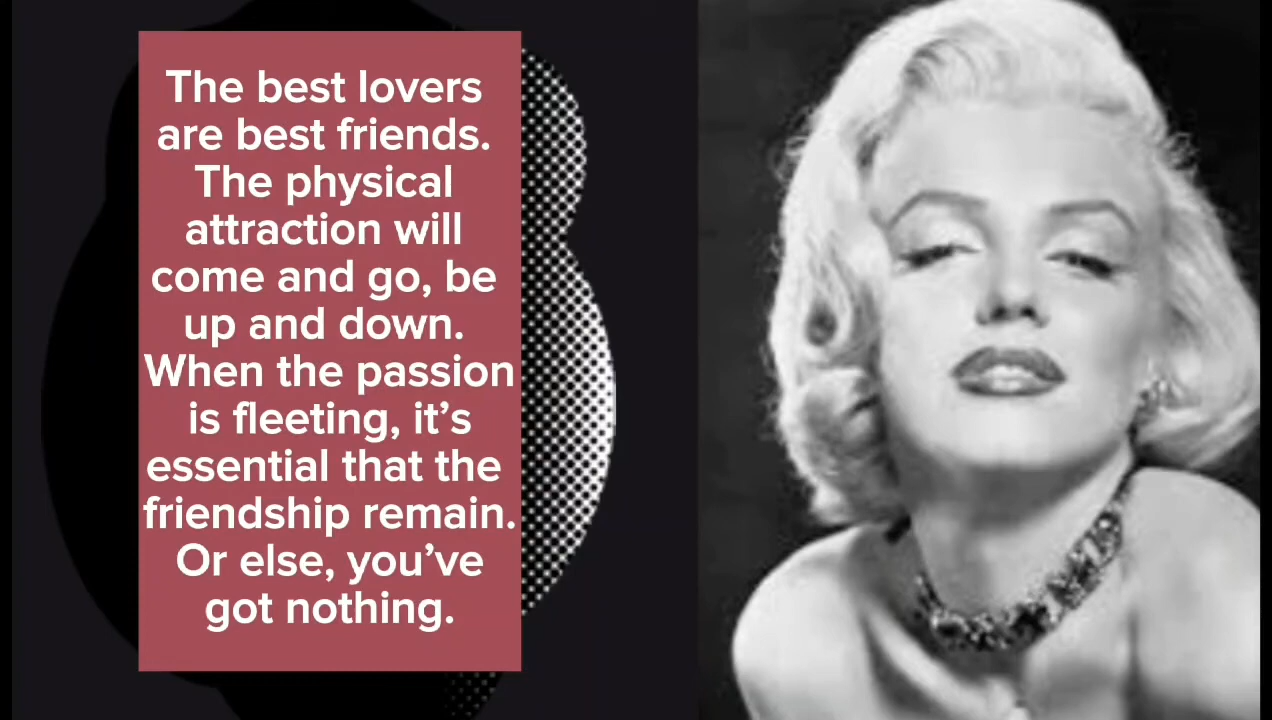 The best lovers
are best friends.
The physical
attraction will
come and go, be
up and down.
When the passion
is fleeting, it’s
essential that the
friendship remain.
Or else, you’ve
got nothing.